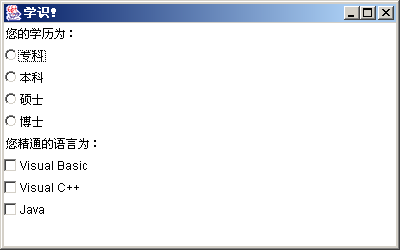 学识!
您的学历为：
专科
本科
硕士
博士
您精通的语言为：
Visual Basic
Visual C++
Java